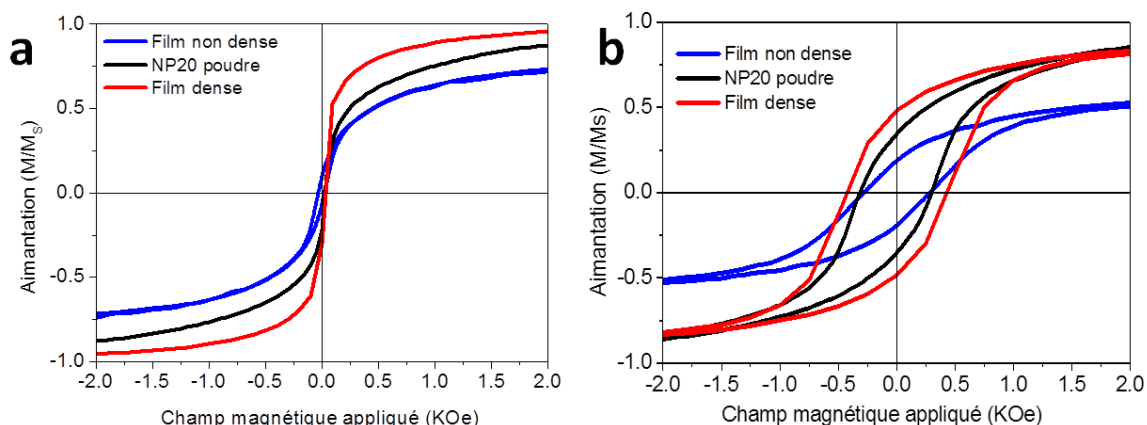 a
Film non dense
NP20 poudre
Film dense
Aimantation (M/MS)
1.0
0.5
0.0
-0.5
-1.0
-2.0 -1.5 -1.0 -0.5 0.0 0.5 1.0 1.5 2.0
Champ magnétique appliqué (KOe)
b
Film non dense
NP20 poudre
Film dense
Aimantation (M/Ms)
1.0
0.5
0.0
-0.5
-1.0
-2.0 -1.5 -1.0 -0.5 0.0 0.5 1.0 1.5 2.0
Champ magnétique appliqué (KOe)